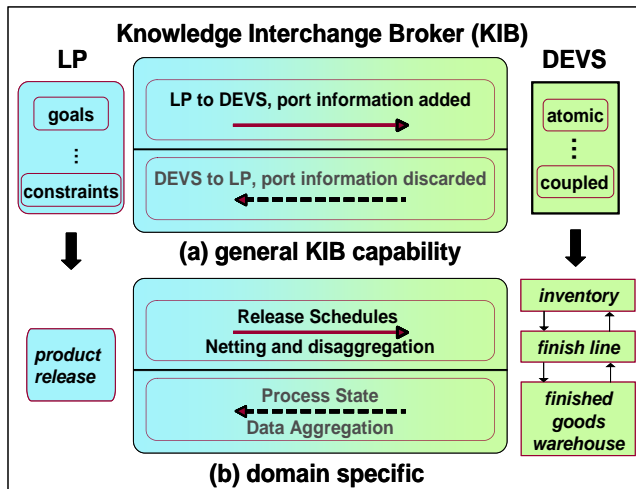 Knowledge Interchange Broker (KIB)
LP
DEVS
goals
⋮
constraints
LP to DEVS, port information added
DEVS to LP, port information discarded
atomic
⋮
coupled
(a) general KIB capability
product
release
Release Schedules
Netting and disaggregation
Process State
Data Aggregation
inventory
finish line
finished
goods
warehouse
(b) domain specific